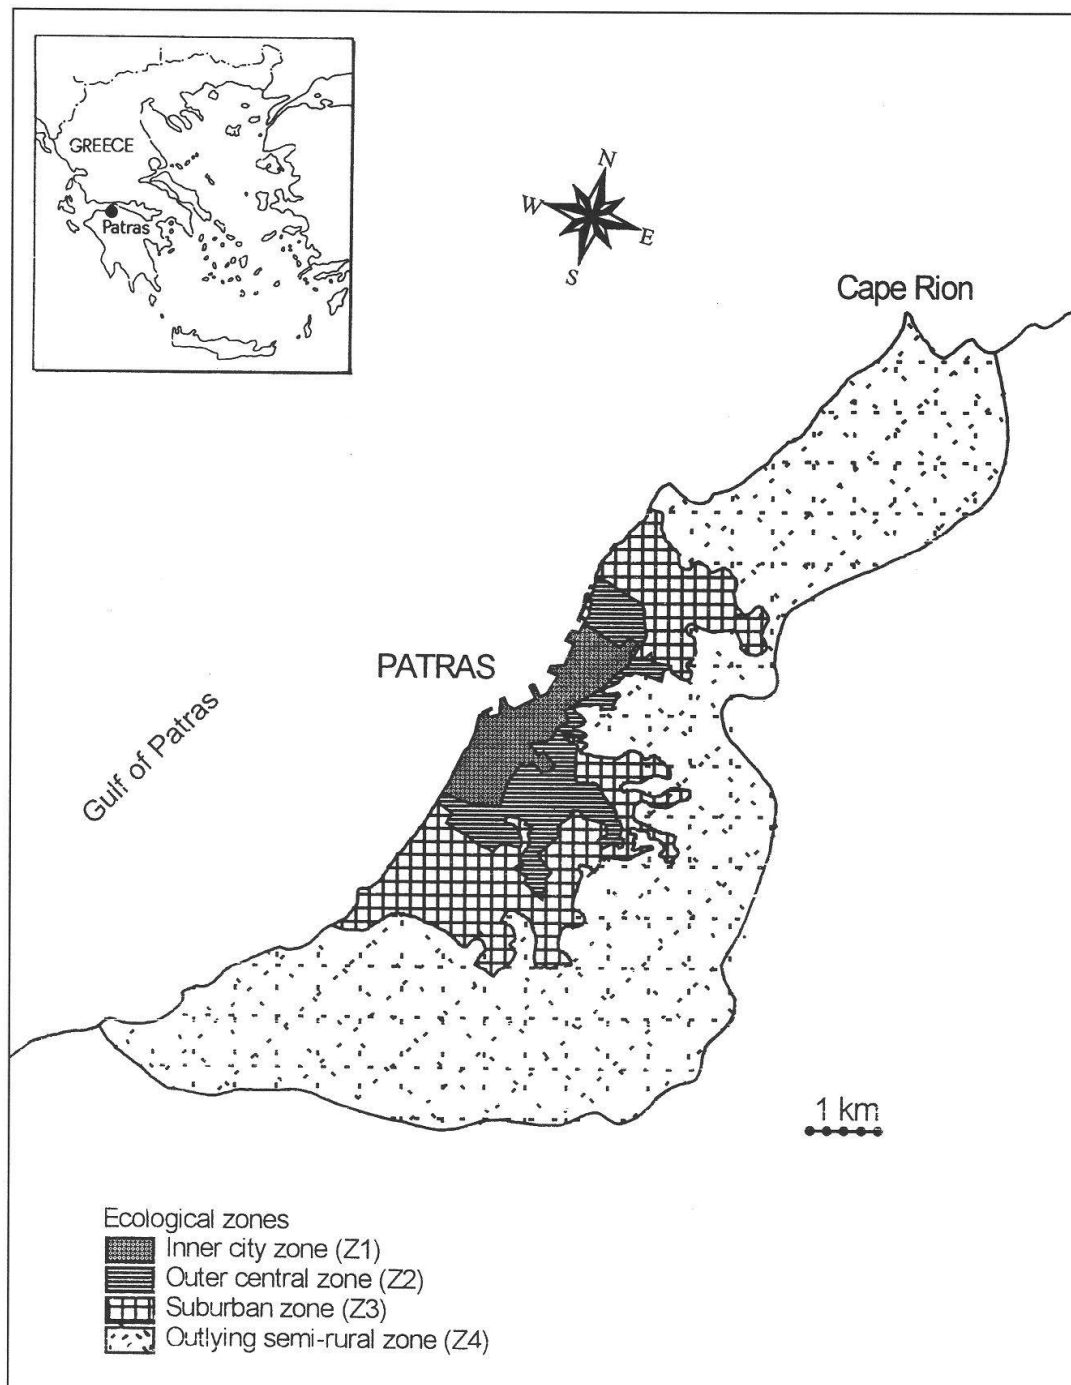 GREECE
Patras
N
W
E
S
Cape Rion
PATRAS
Gulf of Patras
1 km
Ecological zones
Inner city zone (Z1)
Outer central zone (Z2)
Suburban zone (Z3)
Outlying semi-rural zone (Z4)